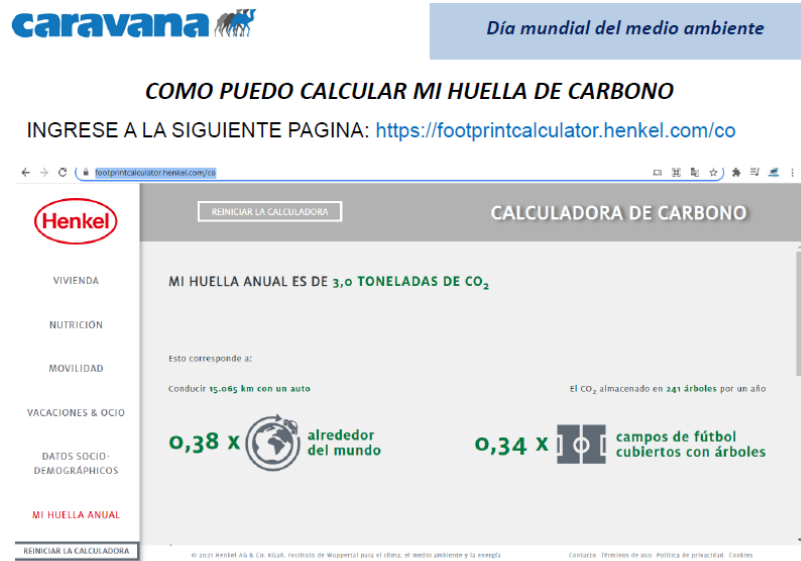 caravana
Día mundial del medio ambiente
COMO PUEDO CALCULAR MI HUELLA DE CARBONO
INGRESE A LA SIGUIENTE PAGINA: https://footprintcalculator.henkel.com/co
footprintcalculator.henkel.com/co
Henkel
REINICIAR LA CALCULADORA
CALCULADORA DE CARBONO
VIVIENDA
NUTRICIÓN
MOVILIDAD
VACACIONES & OCIO
DATOS SOCIO-
DEMOGRÁPHICOS
MI HUELLA ANUAL
REINICIAR LA CALCULADORA
MI HUELLA ANUAL ES DE 3,0 TONELADAS DE CO₂
Esto corresponde a:
Conducir 15.065 km con un auto
El CO₂ almacenado en 241 árboles por un año
0,38 x
alrededor
del mundo
0,34 x
campos de fútbol
cubiertos con árboles
© 2021 Henkel AG & Co. KGaA, Instituto de Wuppertal para el clima, el medio ambiente y la energía
Contacto Términos de uso Política de privacidad Cookies